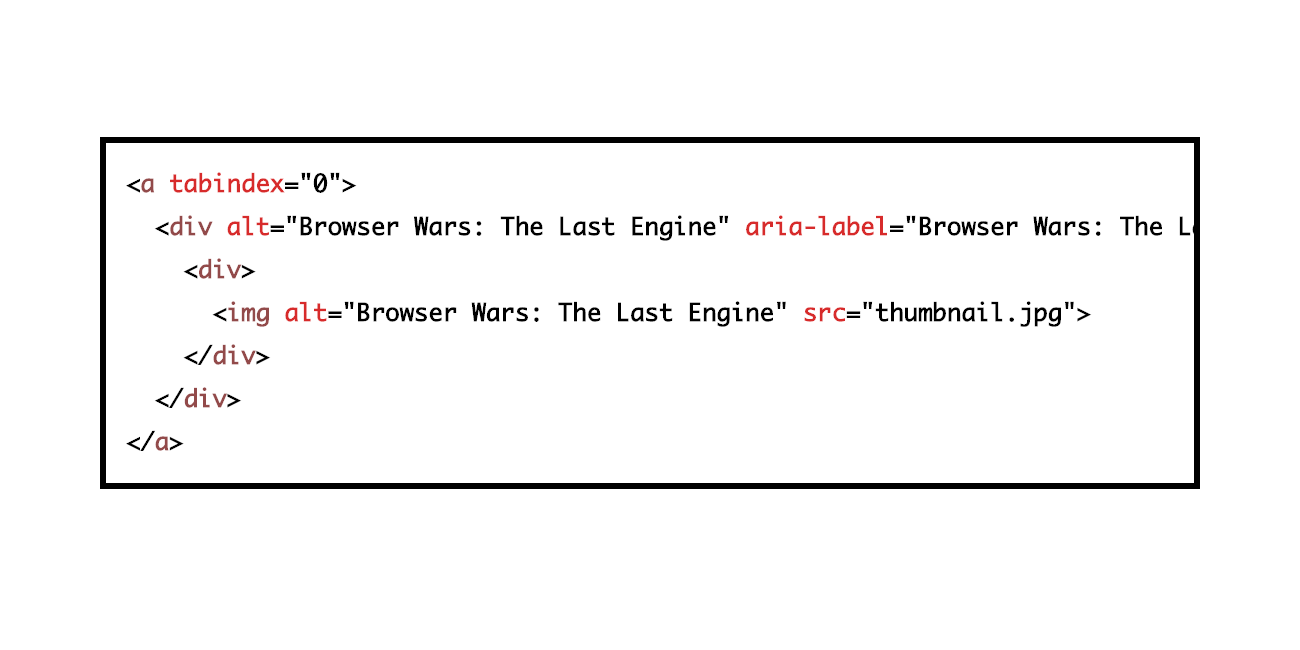 <a tabindex="0">
<div alt="Browser Wars: The Last Engine" aria-label="Browser Wars: The
<div>
<img alt="Browser Wars: The Last Engine" src="thumbnail.jpg">
</div>
</div>
</a>